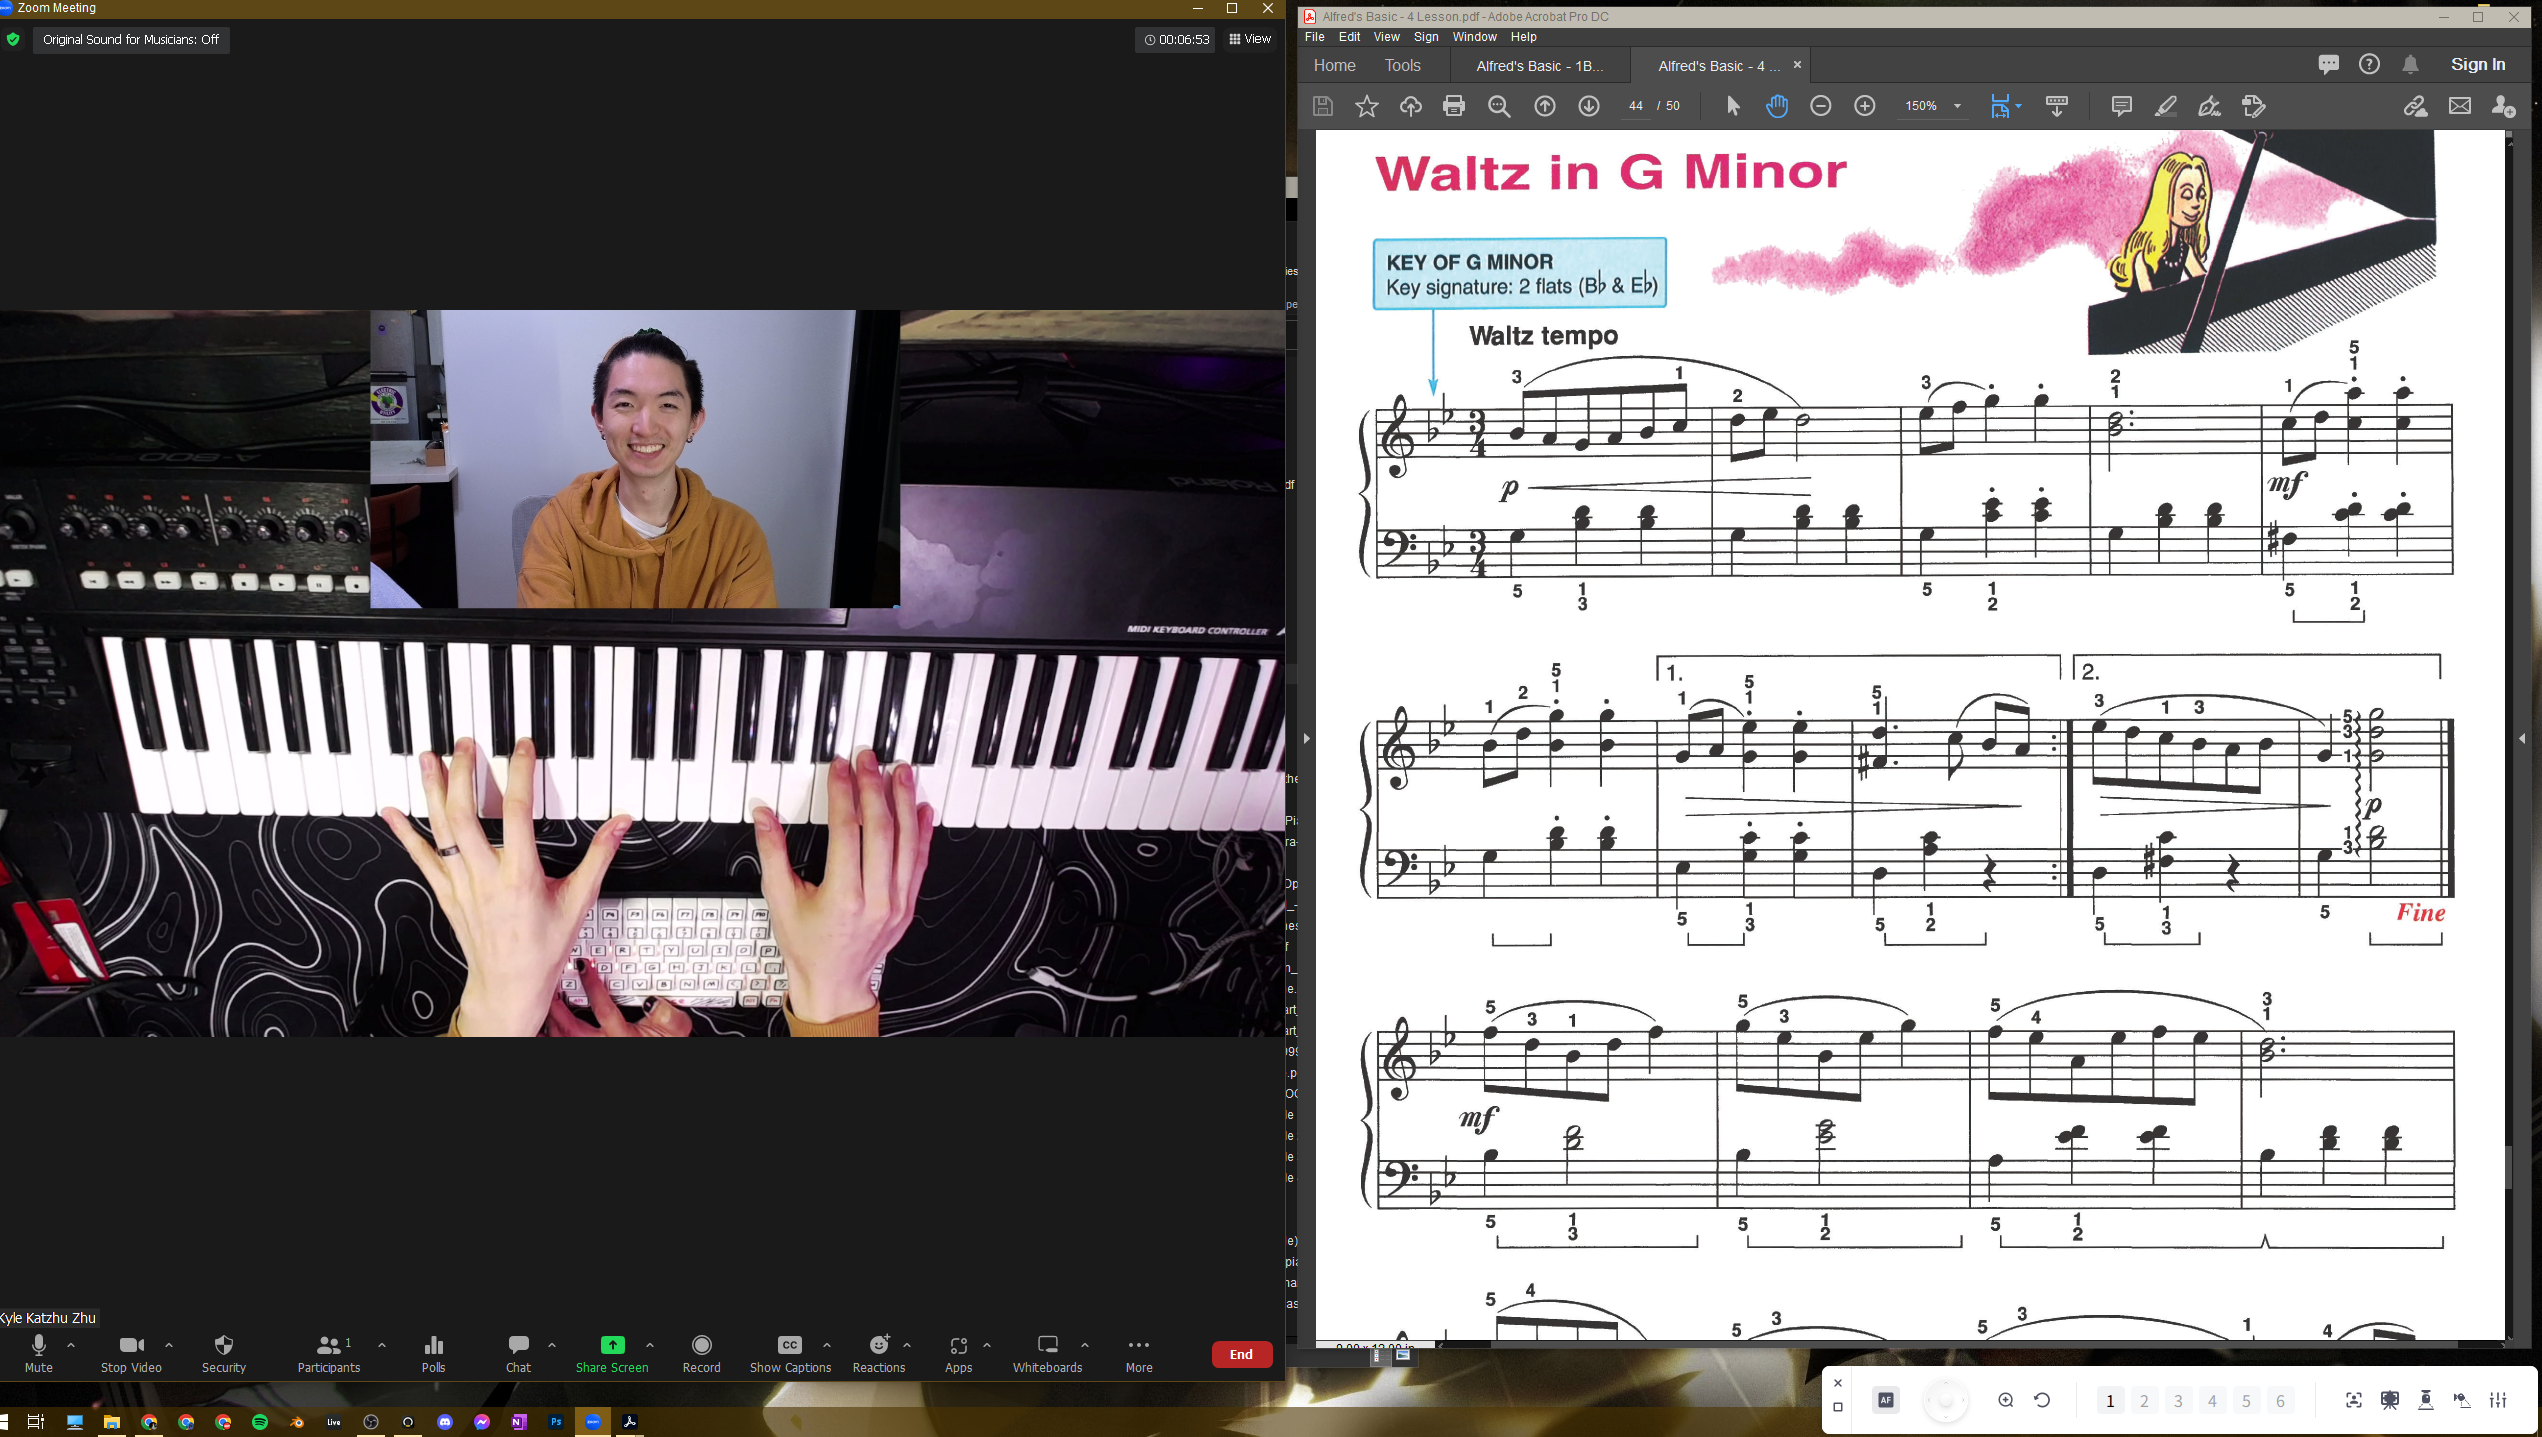 Zoom Meeting
Original Sound for Musicians: Off
00:06:53
View
A-800
Roland
MIDI KEYBOARD CONTROLLER
Kyle Katzhu Zhu
Mute
Stop Video
Security
Participants
1
Polls
Chat
Share Screen
CC
Show Captions
Record
Reactions
Apps
Whiteboards
More
End
Alfred's Basic - 4 Lesson.pdf - Adobe Acrobat Pro DC
File Edit View Sign Window Help
Home Tools
Alfred's Basic - 1B...
Alfred's Basic - 4 ...
Sign In
44 / 50
150%
Waltz in G Minor
KEY OF G MINOR
Key signature: 2 flats (B♭ & E♭)
Waltz tempo
3 1 2 3 2 1 1 5 1
3 4
p
mf
3 4
5 1 3 5 1 2 5 1 2
1.
2.
1 2 5 1 1 5 1 5 1 3 1 3 5 3 1
p
1 3
5 1 3 5 1 2 5 1 3 5
Fine
5 3 1 5 3 5 4 3 1
mf
5 1 3 5 1 2 5 1 2
5 4 5 3 5 3 1 4
Live
Ps
zoom
AF
1 2 3 4 5 6